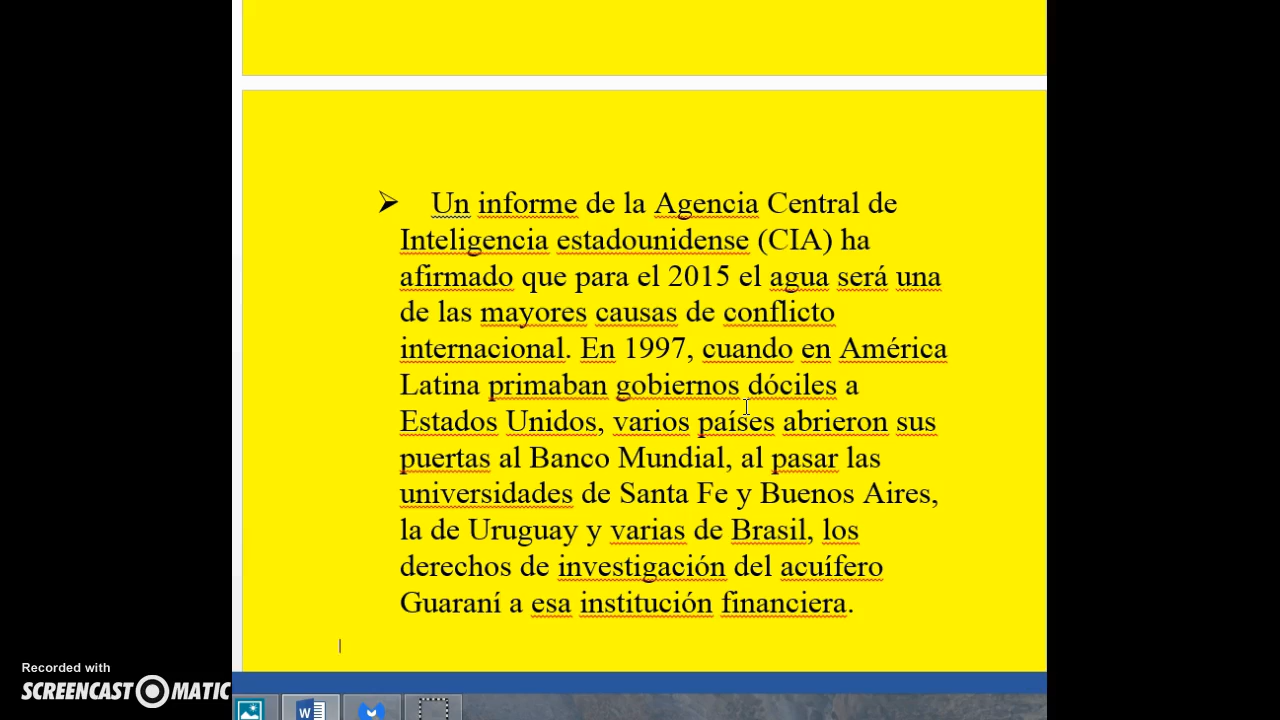 ➢ Un informe de la Agencia Central de
Inteligencia estadounidense (CIA) ha
afirmado que para el 2015 el agua será una
de las mayores causas de conflicto
internacional. En 1997, cuando en América
Latina primaban gobiernos dóciles a
Estados Unidos, varios países abrieron sus
puertas al Banco Mundial, al pasar las
universidades de Santa Fe y Buenos Aires,
la de Uruguay y varias de Brasil, los
derechos de investigación del acuífero
Guaraní a esa institución financiera.
Recorded with
SCREENCAST O MATIC
W